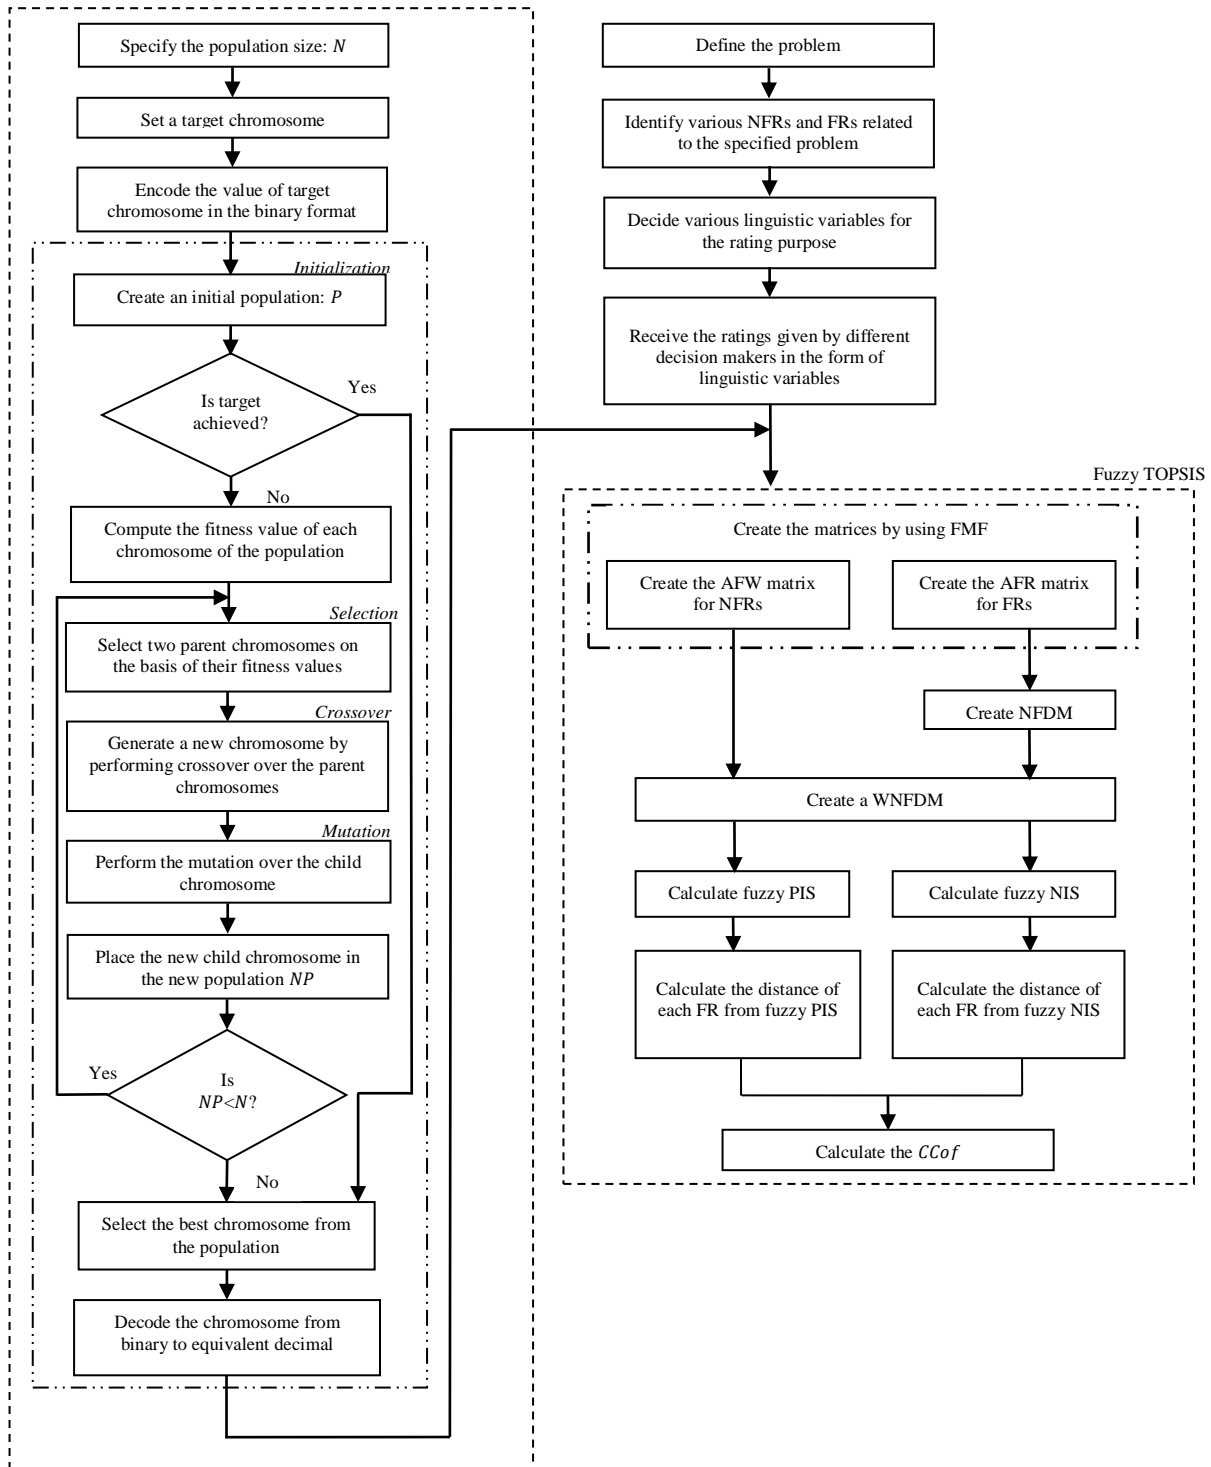 Specify the population size: N
Set a target chromosome
Encode the value of target
chromosome in the binary format
Initialization
Create an initial population: P
Yes
Is target
achieved?
No
Compute the fitness value of each
chromosome of the population
Selection
Select two parent chromosomes on
the basis of their fitness values
Crossover
Generate a new chromosome by
performing crossover over the parent
chromosomes
Mutation
Perform the mutation over the child
chromosome
Place the new child chromosome in
the new population NP
Yes
Is
NP<N?
No
Select the best chromosome from
the population
Decode the chromosome from
binary to equivalent decimal
Define the problem
Identify various NFRs and FRs related
to the specified problem
Decide various linguistic variables for
the rating purpose
Receive the ratings given by different
decision makers in the form of
linguistic variables
Fuzzy TOPSIS
Create the matrices by using FMF
Create the AFW matrix
for NFRs
Create the AFR matrix
for FRs
Create NFDM
Create a WNFDM
Calculate fuzzy PIS
Calculate fuzzy NIS
Calculate the distance of
each FR from fuzzy PIS
Calculate the distance of
each FR from fuzzy NIS
Calculate the CCof